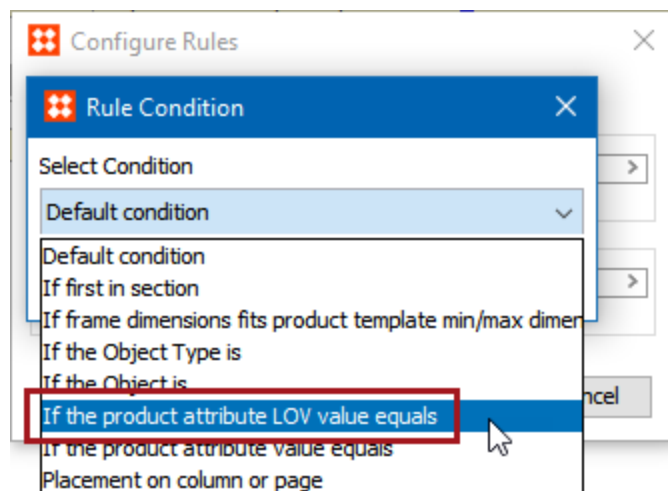 Configure Rules
Rule Condition
Select Condition
Default condition
Default condition
If first in section
If frame dimensions fits product template min/max dimen
If the Object Type is
If the Object is
If the product attribute LOV value equals
If the product attribute value equals
Placement on column or page
ncel